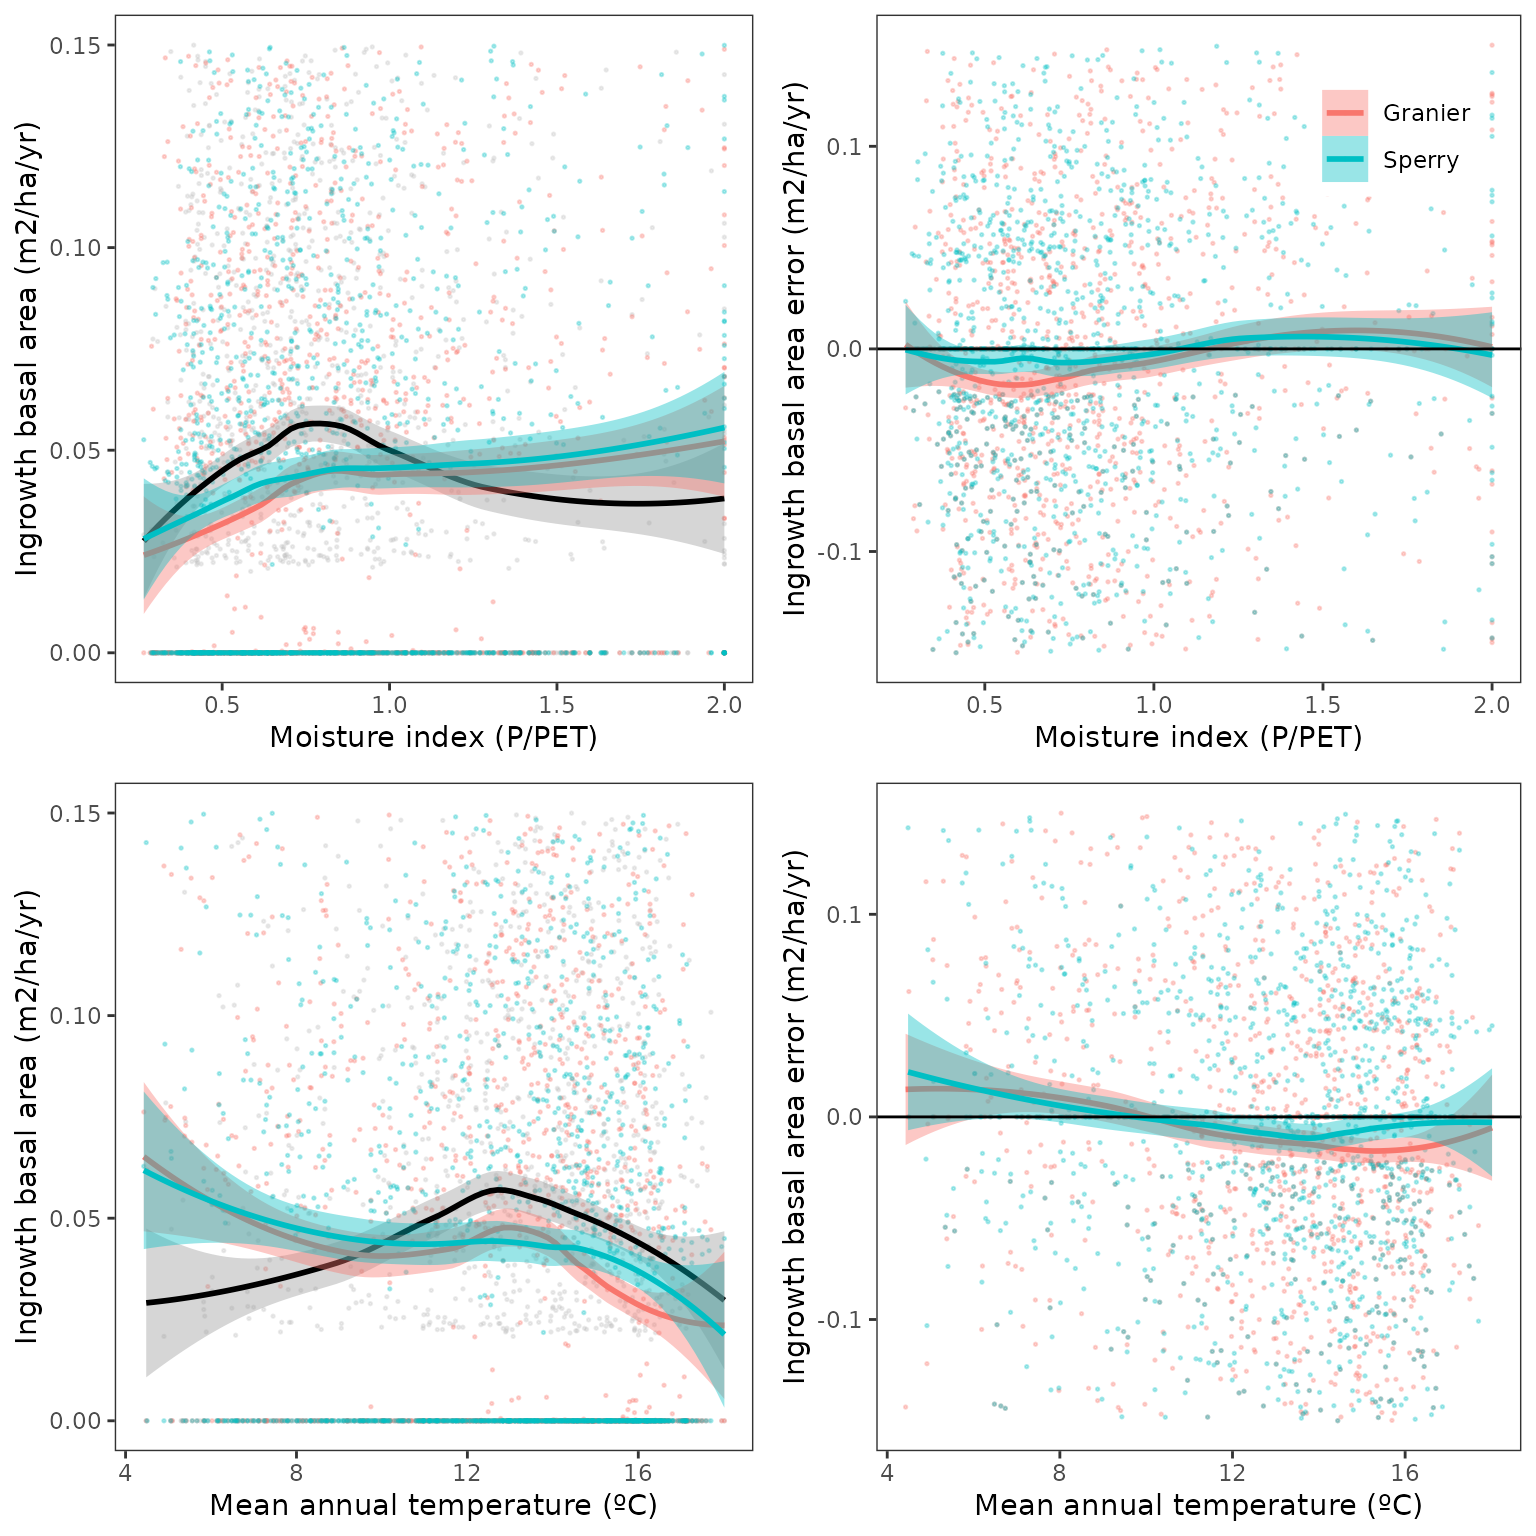 Ingrowth basal area (m2/ha/yr)
0.15
0.10
0.05
0.00
0.5 1.0 1.5 2.0
Moisture index (P/PET)
Ingrowth basal area error (m2/ha/yr)
0.1
0.0
-0.1
Granier
Sperry
0.5 1.0 1.5 2.0
Moisture index (P/PET)
Ingrowth basal area (m2/ha/yr)
0.15
0.10
0.05
0.00
4 8 12 16
Mean annual temperature (ºC)
Ingrowth basal area error (m2/ha/yr)
0.1
0.0
-0.1
4 8 12 16
Mean annual temperature (ºC)